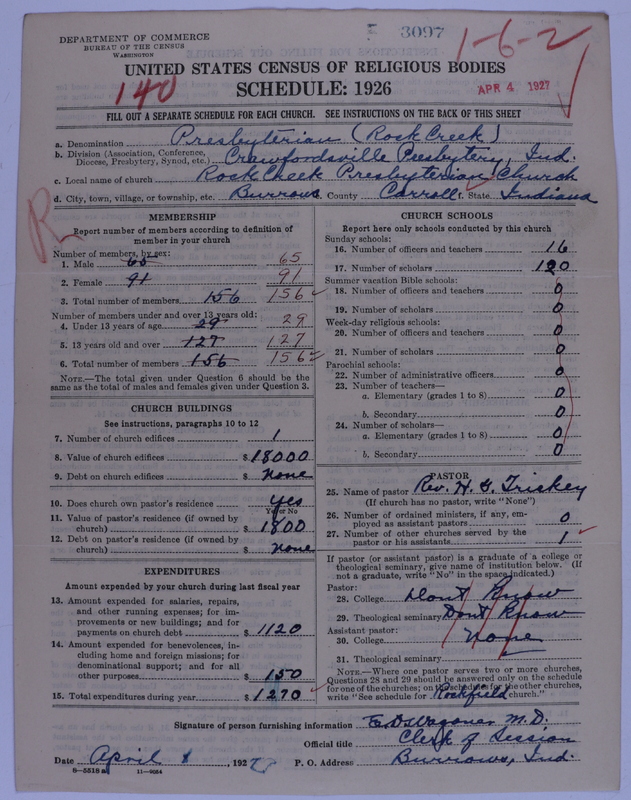 3097
1-6-2
DEPARTMENT OF COMMERCE
BUREAU OF THE CENSUS
WASHINGTON
UNITED STATES CENSUS OF RELIGIOUS BODIES
SCHEDULE: 1926
140
APR 4 1927
FILL OUT A SEPARATE SCHEDULE FOR EACH CHURCH. SEE INSTRUCTIONS ON THE BACK OF THIS SHEET
a. Denomination Presbyterian (Rock Creek)
b. Division (Association, Conference, Diocese, Presbytery, Synod, etc.) Crawfordsville Presbytery, Ind.
c. Local name of church Rock Cheek Presbyterian Church
d. City, town, village, or township, etc. Burrows County Carroll f. State Indiana
R
MEMBERSHIP
Report number of members according to definition of
member in your church
Number of members, by sex:
1. Male 65 65
2. Female 91 91
3. Total number of members 156 156
Number of members under and over 13 years old:
4. Under 13 years of age 29 29
5. 13 years old and over 127 127
6. Total number of members 156 156
NOTE.—The total given under Question 6 should be the
same as the total of males and females given under Question 3.
CHURCH BUILDINGS
See instructions, paragraphs 10 to 12
7. Number of church edifices 1
8. Value of church edifices $18000
9. Debt on church edifices $ none
10. Does church own pastor's residence yes
Yes or No
11. Value of pastor's residence (if owned by
church) $ 1800
12. Debt on pastor's residence (if owned by
church) $ none
EXPENDITURES
Amount expended by your church during last fiscal year
13. Amount expended for salaries, repairs,
and other running expenses; for im-
provements or new buildings; and for
payments on church debt $ 1120
14. Amount expended for benevolences, in-
cluding home and foreign missions; for
denominational support; and for all
other purposes $ 150
15. Total expenditures during year $ 1270
CHURCH SCHOOLS
Report here only schools conducted by this church
Sunday schools:
16. Number of officers and teachers 16
17. Number of scholars 120
Summer vacation Bible schools:
18. Number of officers and teachers 0
19. Number of scholars 0
Week-day religious schools:
20. Number of officers and teachers 0
21. Number of scholars 0
Parochial schools:
22. Number of administrative officers 0
23. Number of teachers—
a. Elementary (grades 1 to 8) 0
b. Secondary 0
24. Number of scholars—
a. Elementary (grades 1 to 8) 0
b. Secondary 0
PASTOR
25. Name of pastor Rev. H. G. Triskey
(If church has no pastor, write "None")
26. Number of ordained ministers, if any, em-
ployed as assistant pastors 0
27. Number of other churches served by the
pastor or his assistants 1
If pastor (or assistant pastor) is a graduate of a college or
theological seminary, give name of institution below. (If
not a graduate, write "No" in the space indicated.)
Pastor:
28. College Dont Know
29. Theological seminary Dont Know
Assistant pastor:
30. College none
31. Theological seminary
NOTE.—Where one pastor serves two or more churches,
Questions 28 and 29 should be answered only on the schedule
for one of the churches; on the schedules for the other churches,
write "See schedule for Rockfield church."
Signature of person furnishing information E. D. Wagoner M.D.
Official title Clerk of Session
Date April 1, 1927 P. O. Address Burrows, Ind.
8—5518 a 11—9054